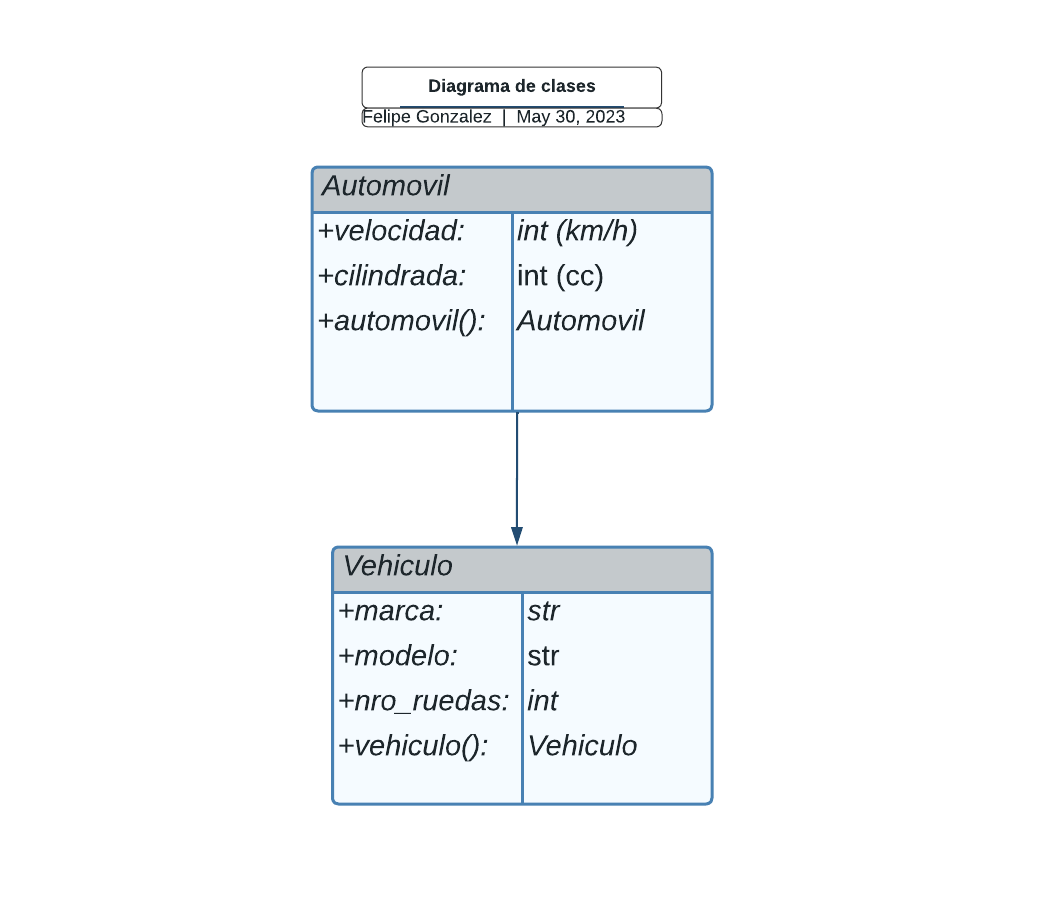 Diagrama de clases
Felipe Gonzalez | May 30, 2023
Automovil
+velocidad: int (km/h)
+cilindrada: int (cc)
+automovil(): Automovil
Vehiculo
+marca: str
+modelo: str
+nro_ruedas: int
+vehiculo(): Vehiculo